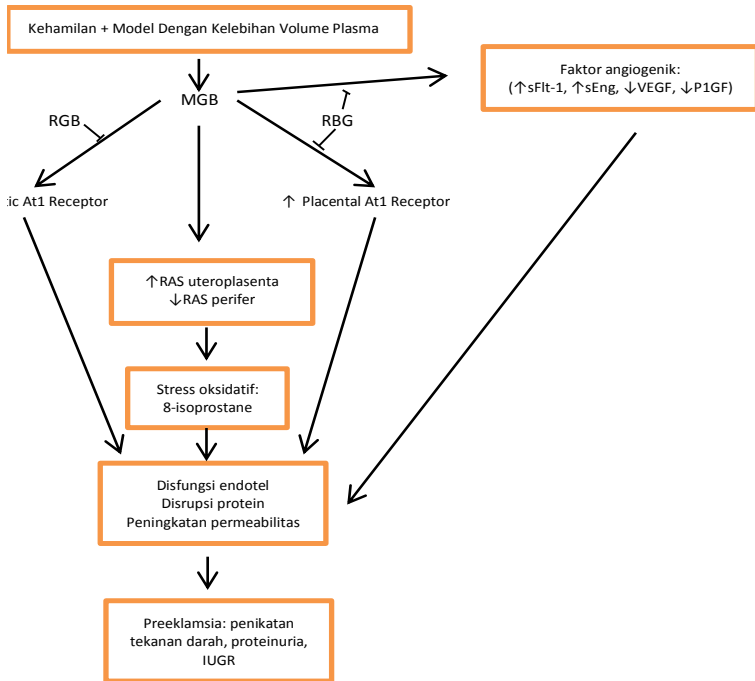 Kehamilan + Model Dengan Kelebihan Volume Plasma
Faktor angiogenik:
(↑sFlt-1, ↑sEng, ↓VEGF, ↓P1GF)
MGB
RGB
RBG
tic At1 Receptor
↑ Placental At1 Receptor
↑RAS uteroplasenta
↓RAS perifer
Stress oksidatif:
8-isoprostane
Disfungsi endotel
Disrupsi protein
Peningkatan permeabilitas
Preeklamsia: penikatan
tekanan darah, proteinuria,
IUGR